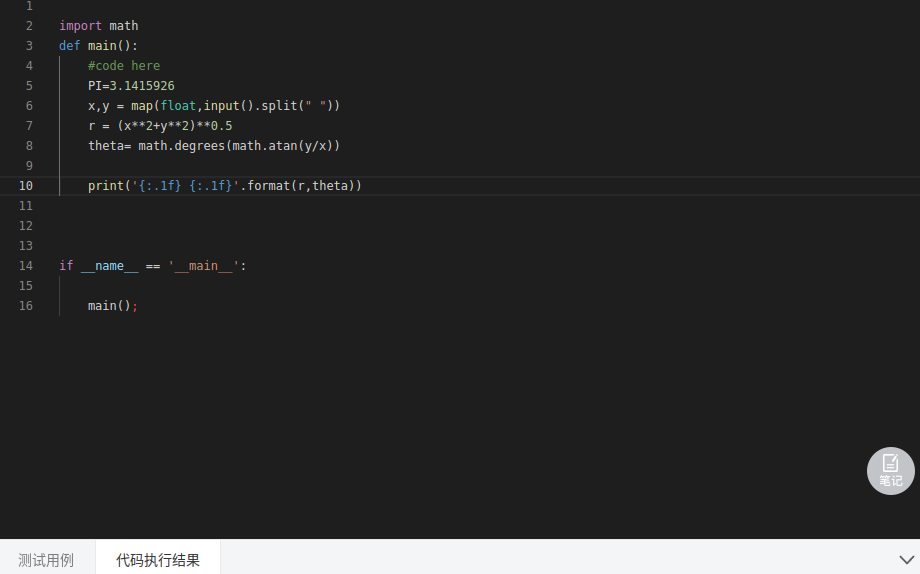 1
2 import math
3 def main():
4 #code here
5 PI=3.1415926
6 x,y = map(float,input().split(" "))
7 r = (x**2+y**2)**0.5
8 theta= math.degrees(math.atan(y/x))
9
10 print('{:.1f} {:.1f}'.format(r,theta))
11
12
13
14 if __name__ == '__main__':
15
16 main();
笔记
测试用例 代码执行结果